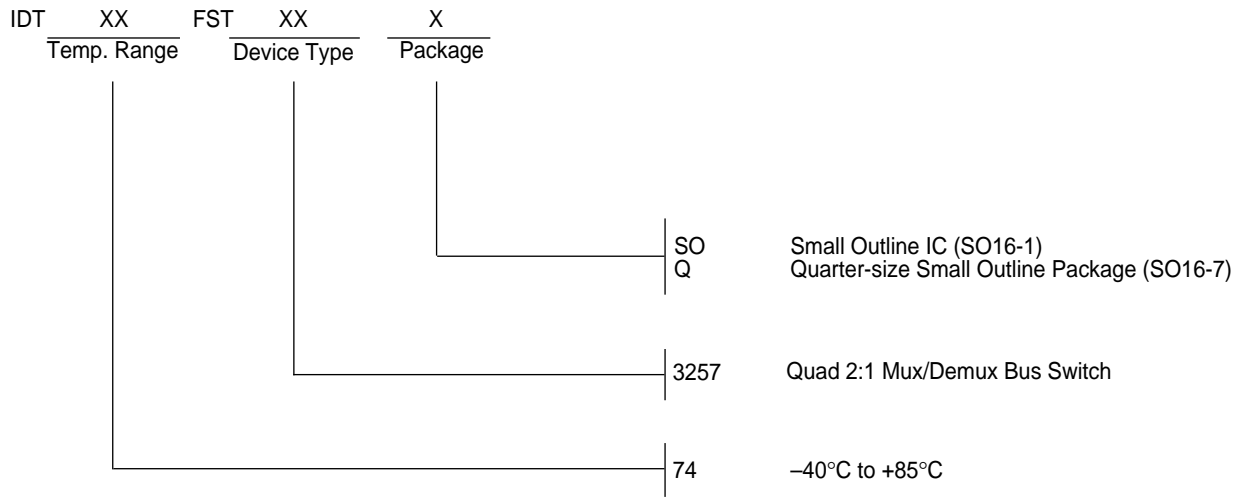 IDT XX FST XX X
Temp. Range Device Type Package
SO Small Outline IC (SO16-1)
Q Quarter-size Small Outline Package (SO16-7)
3257 Quad 2:1 Mux/Demux Bus Switch
74 –40°C to +85°C